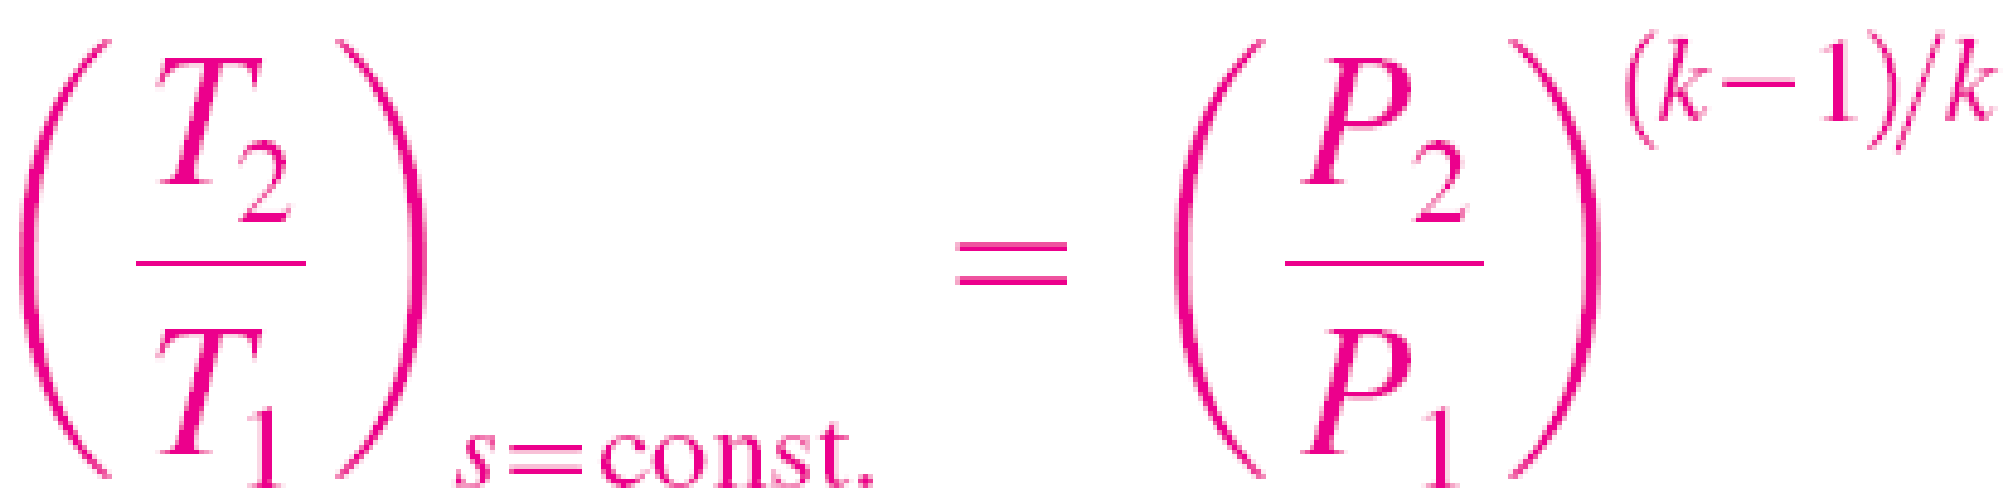 (T₂/T₁)s=const. = (P₂/P₁)^(k−1)/k